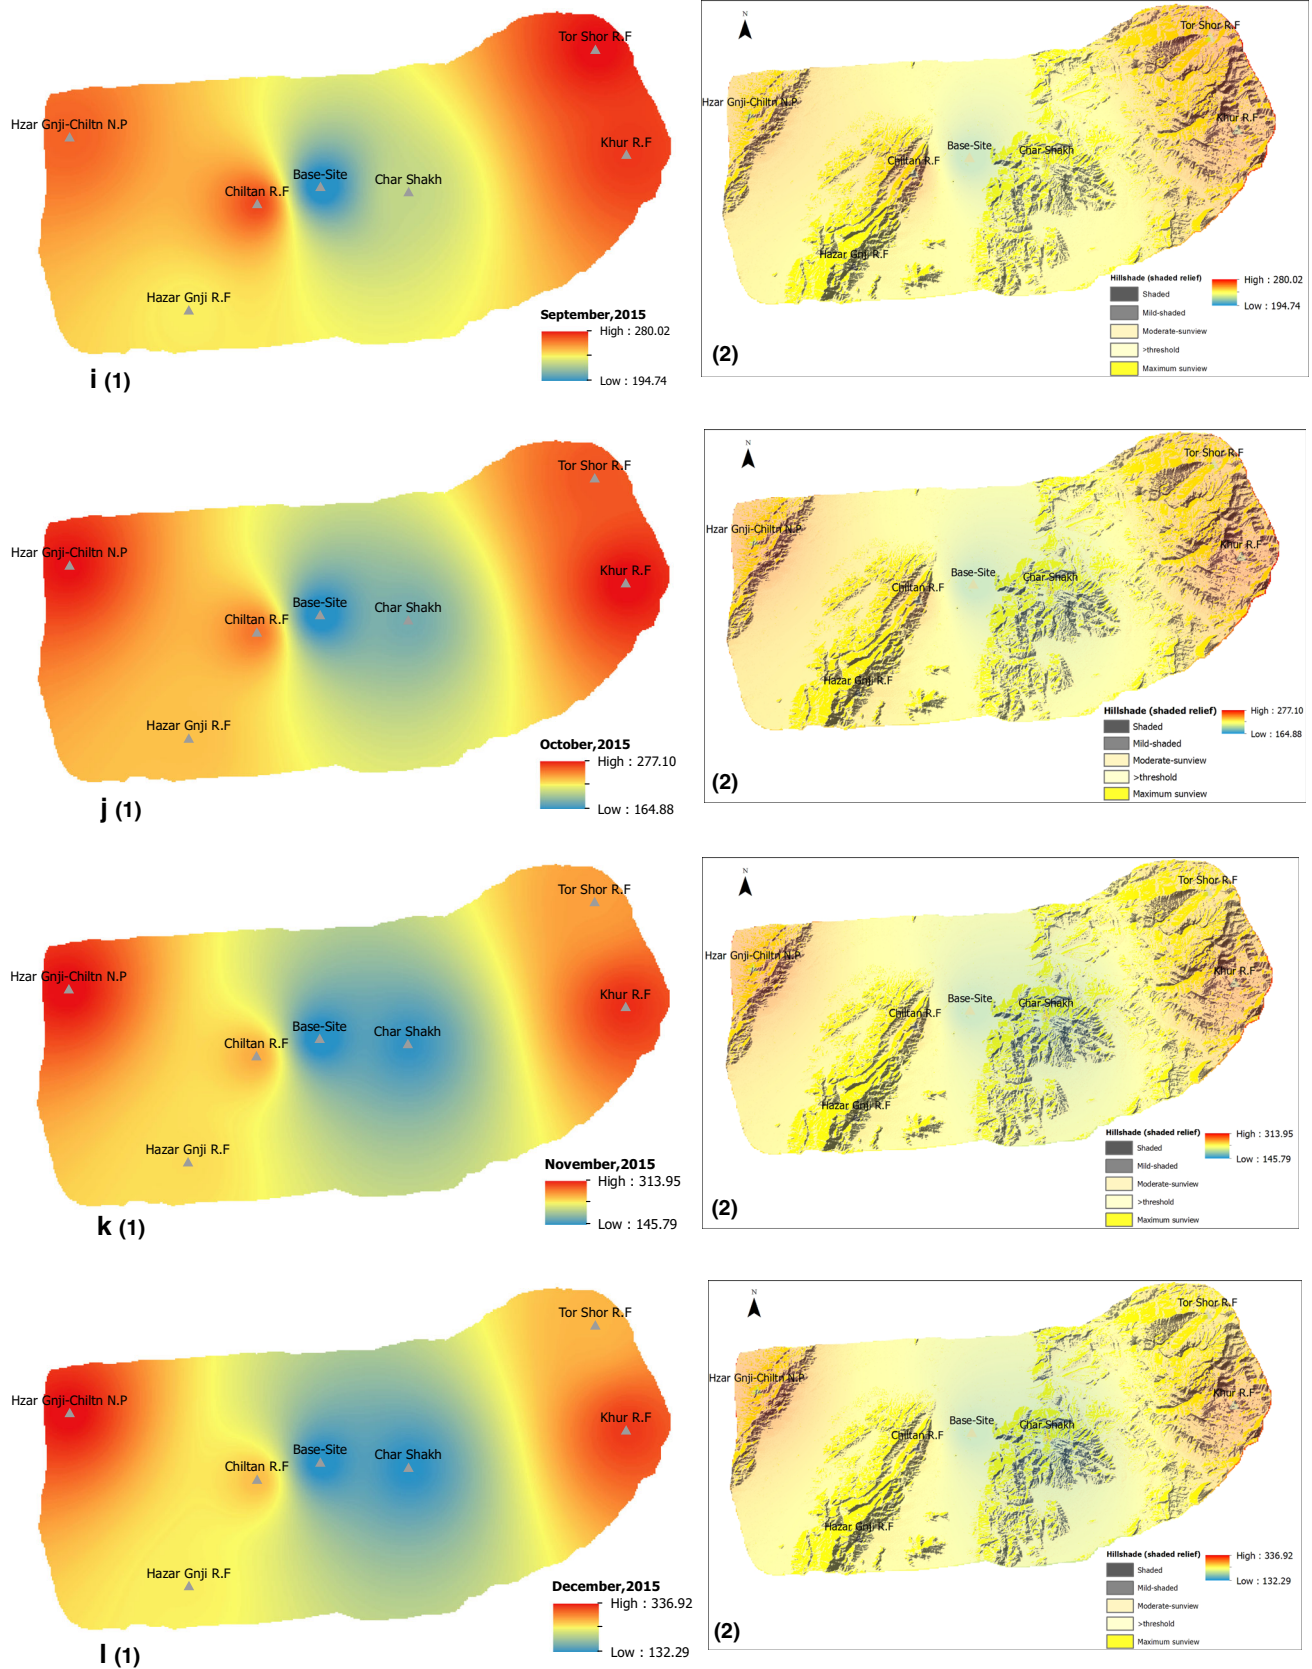 Tor Shor R.F
Hzar Gnji-Chiltn N.P
Khur R.F
Base-Site
Char Shakh
Chiltan R.F
Hazar Gnji R.F
September,2015
High : 280.02
Low : 194.74
i (1)
N
Tor Shor R.F
Hzar Gnji-Chiltn N.P
Khur R.F
Base-Site
Char Shakh
Chiltan R.F
Hazar Gnji R.F
Hillshade (shaded relief)
High : 280.02
Shaded
Low : 194.74
Mild-shaded
Moderate-sunview
>threshold
Maximum sunview
(2)
Tor Shor R.F
Hzar Gnji-Chiltn N.P
Khur R.F
Base-Site
Char Shakh
Chiltan R.F
Hazar Gnji R.F
October,2015
High : 277.10
Low : 164.88
j (1)
N
Tor Shor R.F
Hzar Gnji-Chiltn N.P
Khur R.F
Base-Site
Char Shakh
Chiltan R.F
Hazar Gnji R.F
Hillshade (shaded relief)
High : 277.10
Shaded
Low : 164.88
Mild-shaded
Moderate-sunview
>threshold
Maximum sunview
(2)
Tor Shor R.F
Hzar Gnji-Chiltn N.P
Khur R.F
Base-Site
Char Shakh
Chiltan R.F
Hazar Gnji R.F
November,2015
High : 313.95
Low : 145.79
k (1)
N
Tor Shor R.F
Hzar Gnji-Chiltn N.P
Khur R.F
Base-Site
Char Shakh
Chiltan R.F
Hazar Gnji R.F
Hillshade (shaded relief)
High : 313.95
Shaded
Low : 145.79
Mild-shaded
Moderate-sunview
>threshold
Maximum sunview
(2)
Tor Shor R.F
Hzar Gnji-Chiltn N.P
Khur R.F
Base-Site
Char Shakh
Chiltan R.F
Hazar Gnji R.F
December,2015
High : 336.92
Low : 132.29
l (1)
N
Tor Shor R.F
Hzar Gnji-Chiltn N.P
Khur R.F
Base-Site
Char Shakh
Chiltan R.F
Hazar Gnji R.F
Hillshade (shaded relief)
High : 336.92
Shaded
Low : 132.29
Mild-shaded
Moderate-sunview
>threshold
Maximum sunview
(2)